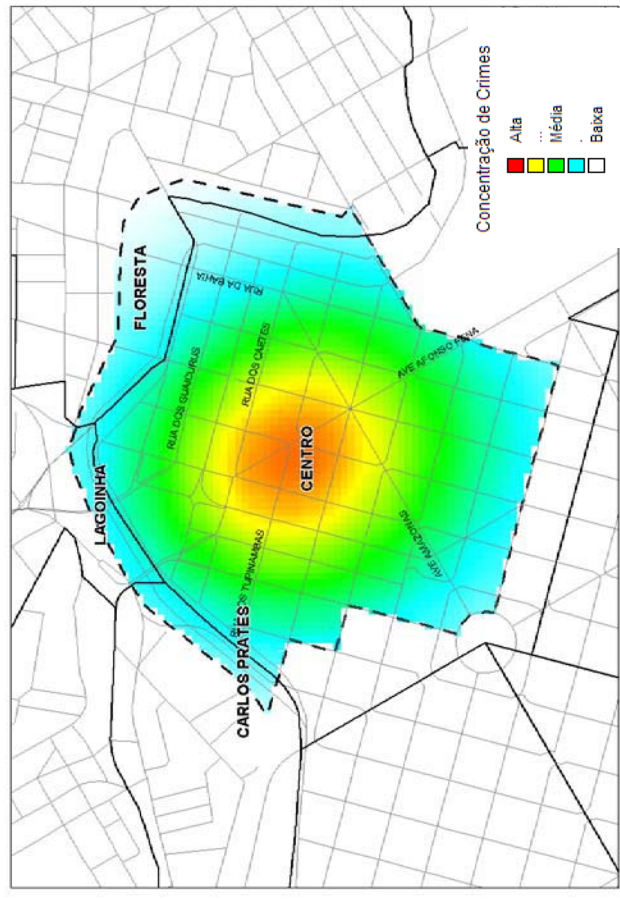 FLORESTA
LAGOINHA
RUA DA BAHIA
RUA DOS GUAICURUS
RUA DOS CAETES
CENTRO
AVE AFONSO PENA
CARLOS PRATES
OS TUPINAMBAS
AVE AMAZONAS
Concentração de Crimes
Alta
...
Média
.
Baixa